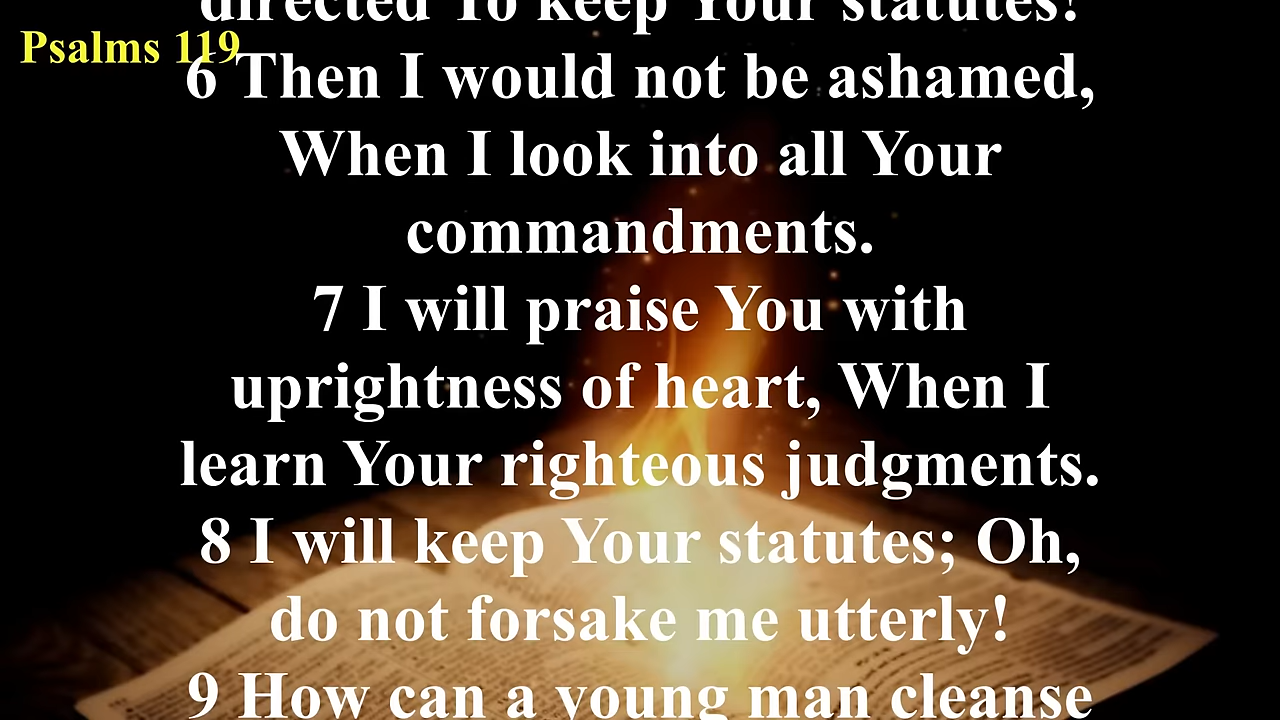 directed To keep Your statutes!
Psalms 119
6 Then I would not be ashamed,
When I look into all Your
commandments.
7 I will praise You with
uprightness of heart, When I
learn Your righteous judgments.
8 I will keep Your statutes; Oh,
do not forsake me utterly!
9 How can a young man cleanse